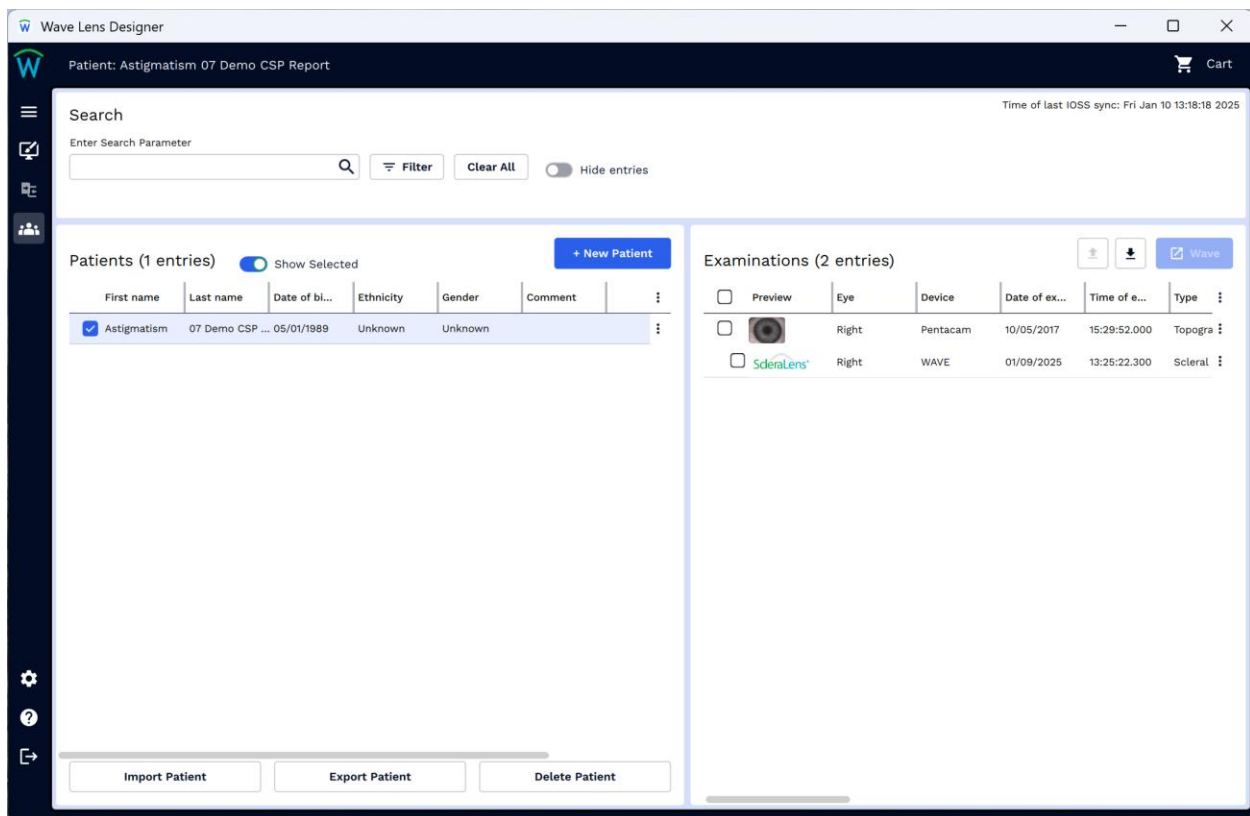 Wave Lens Designer
Patient: Astigmatism 07 Demo CSP Report
Cart
Time of last IOSS sync: Fri Jan 10 13:18:18 2025
Search
Enter Search Parameter
Filter
Clear All
Hide entries
Patients (1 entries)
Show Selected
+ New Patient
First name Last name Date of bi... Ethnicity Gender Comment
Astigmatism 07 Demo CSP ... 05/01/1989 Unknown Unknown
Import Patient
Export Patient
Delete Patient
Examinations (2 entries)
Wave
Preview Eye Device Date of ex... Time of e... Type
Right Pentacam 10/05/2017 15:29:52.000 Topogra
ScleraLens Right WAVE 01/09/2025 13:25:22.300 Scleral